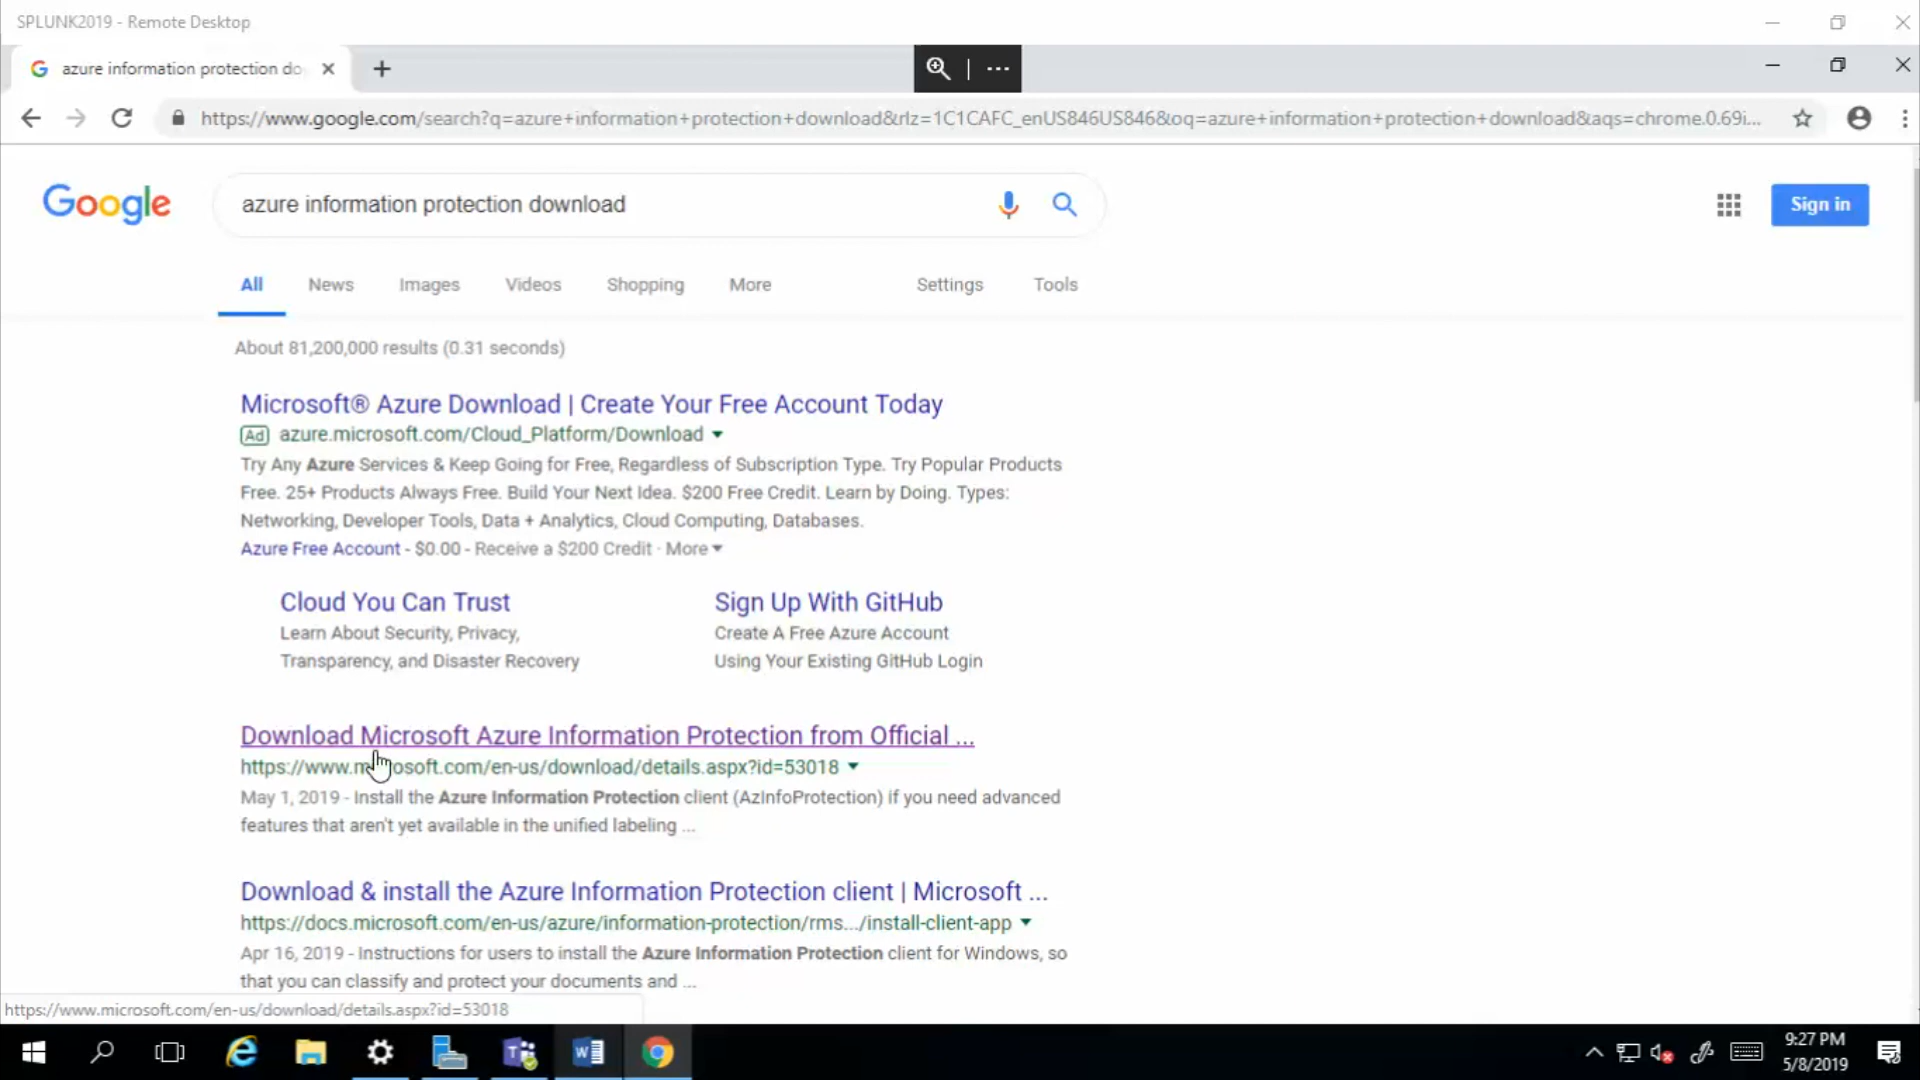 SPLUNK2019 - Remote Desktop
azure information protection do
https://www.google.com/search?q=azure+information+protection+download&rlz=1C1CAFC_enUS846US846&oq=azure+information+protection+download&aqs=chrome.0.69i...
Google
azure information protection download
Sign in
All News Images Videos Shopping More Settings Tools
About 81,200,000 results (0.31 seconds)
Microsoft® Azure Download | Create Your Free Account Today
Ad azure.microsoft.com/Cloud_Platform/Download
Try Any Azure Services & Keep Going for Free, Regardless of Subscription Type. Try Popular Products
Free. 25+ Products Always Free. Build Your Next Idea. $200 Free Credit. Learn by Doing. Types:
Networking, Developer Tools, Data + Analytics, Cloud Computing, Databases.
Azure Free Account - $0.00 - Receive a $200 Credit · More
Cloud You Can Trust
Learn About Security, Privacy,
Transparency, and Disaster Recovery
Sign Up With GitHub
Create A Free Azure Account
Using Your Existing GitHub Login
Download Microsoft Azure Information Protection from Official ...
https://www.microsoft.com/en-us/download/details.aspx?id=53018
May 1, 2019 - Install the Azure Information Protection client (AzInfoProtection) if you need advanced
features that aren't yet available in the unified labeling ...
Download & install the Azure Information Protection client | Microsoft ...
https://docs.microsoft.com/en-us/azure/information-protection/rms.../install-client-app
Apr 16, 2019 - Instructions for users to install the Azure Information Protection client for Windows, so
that you can classify and protect your documents and ...
https://www.microsoft.com/en-us/download/details.aspx?id=53018
9:27 PM
5/8/2019